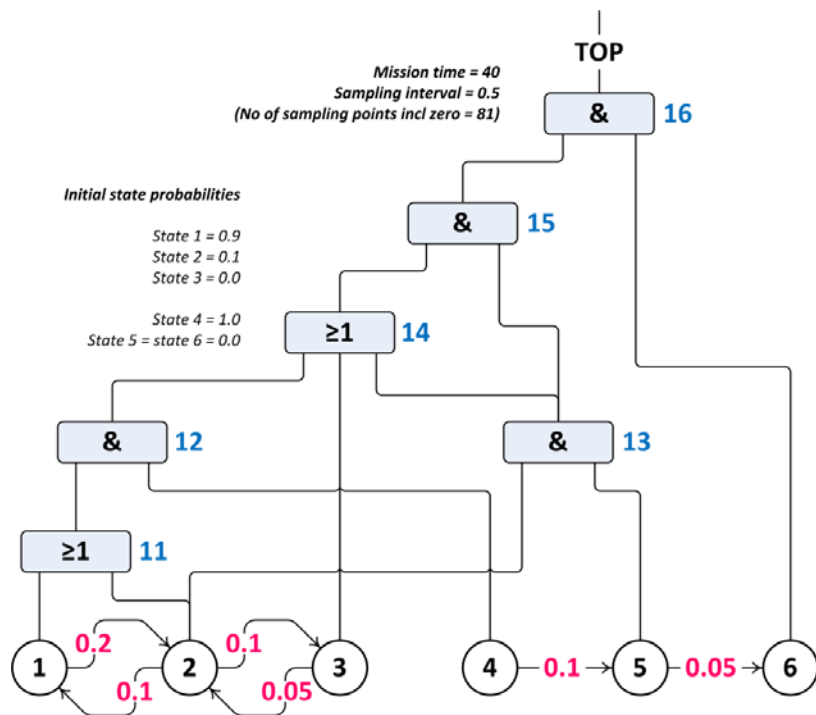 TOP
Mission time = 40
Sampling interval = 0.5
(No of sampling points incl zero = 81)
& 16
Initial state probabilities
& 15
State 1 = 0.9
State 2 = 0.1
State 3 = 0.0
State 4 = 1.0
State 5 = state 6 = 0.0
≥1 14
& 12
& 13
≥1 11
0.2
0.1
1
2
3
4
0.1
5
0.05
6
0.1
0.05